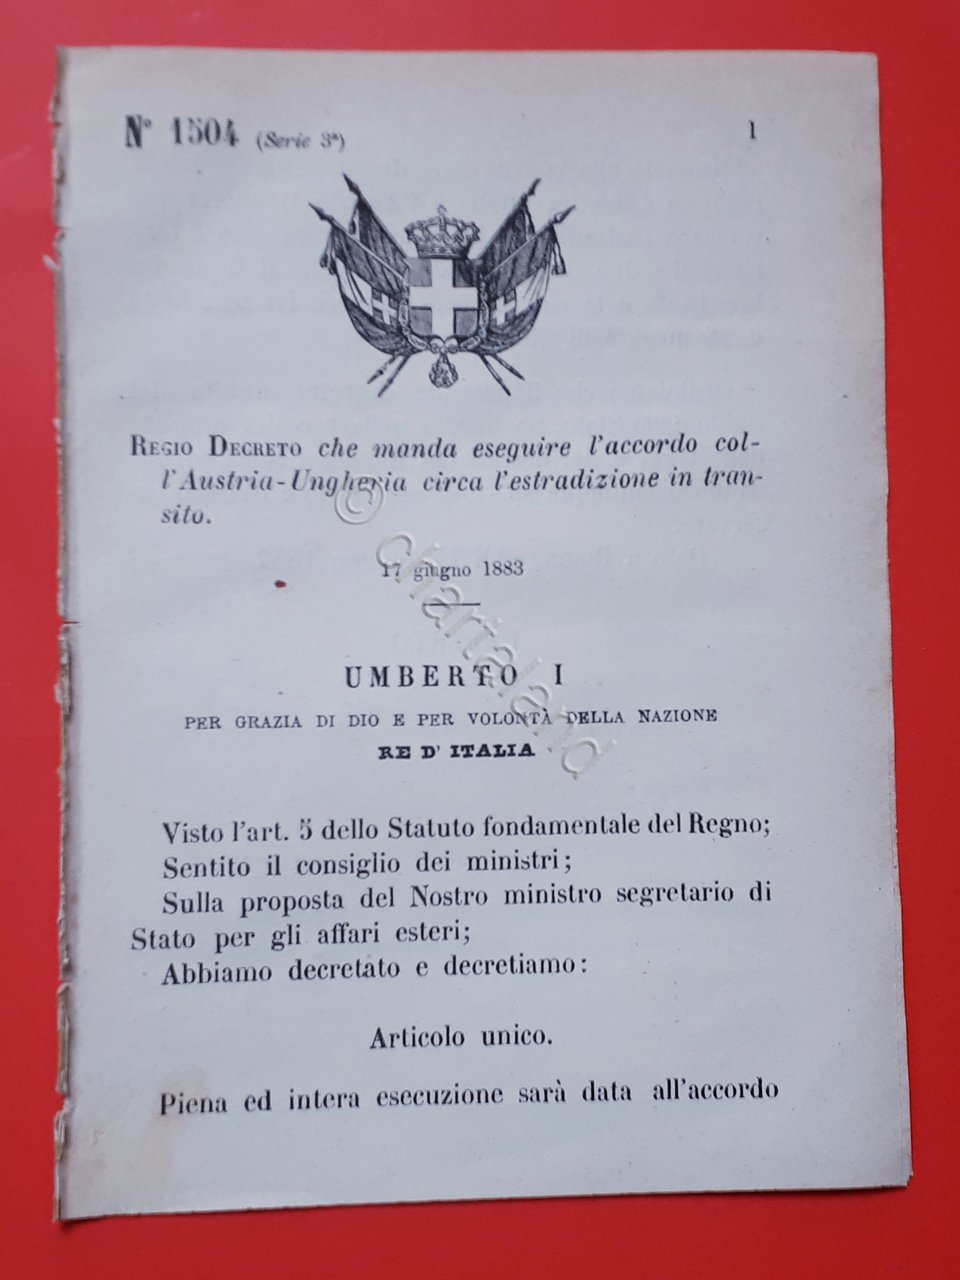 N° 1504 (Serie 3ª) 1
REGIO DECRETO che manda eseguire l'accordo col-
l'Austria-Ungheria circa l'estradizione in tran-
sito.
17 giugno 1883
UMBERTO I
PER GRAZIA DI DIO E PER VOLONTÀ DELLA NAZIONE
RE D'ITALIA
Visto l'art. 5 dello Statuto fondamentale del Regno;
Sentito il consiglio dei ministri;
Sulla proposta del Nostro ministro segretario di
Stato per gli affari esteri;
Abbiamo decretato e decretiamo:
Articolo unico.
Piena ed intera esecuzione sarà data all'accordo
© chartaland